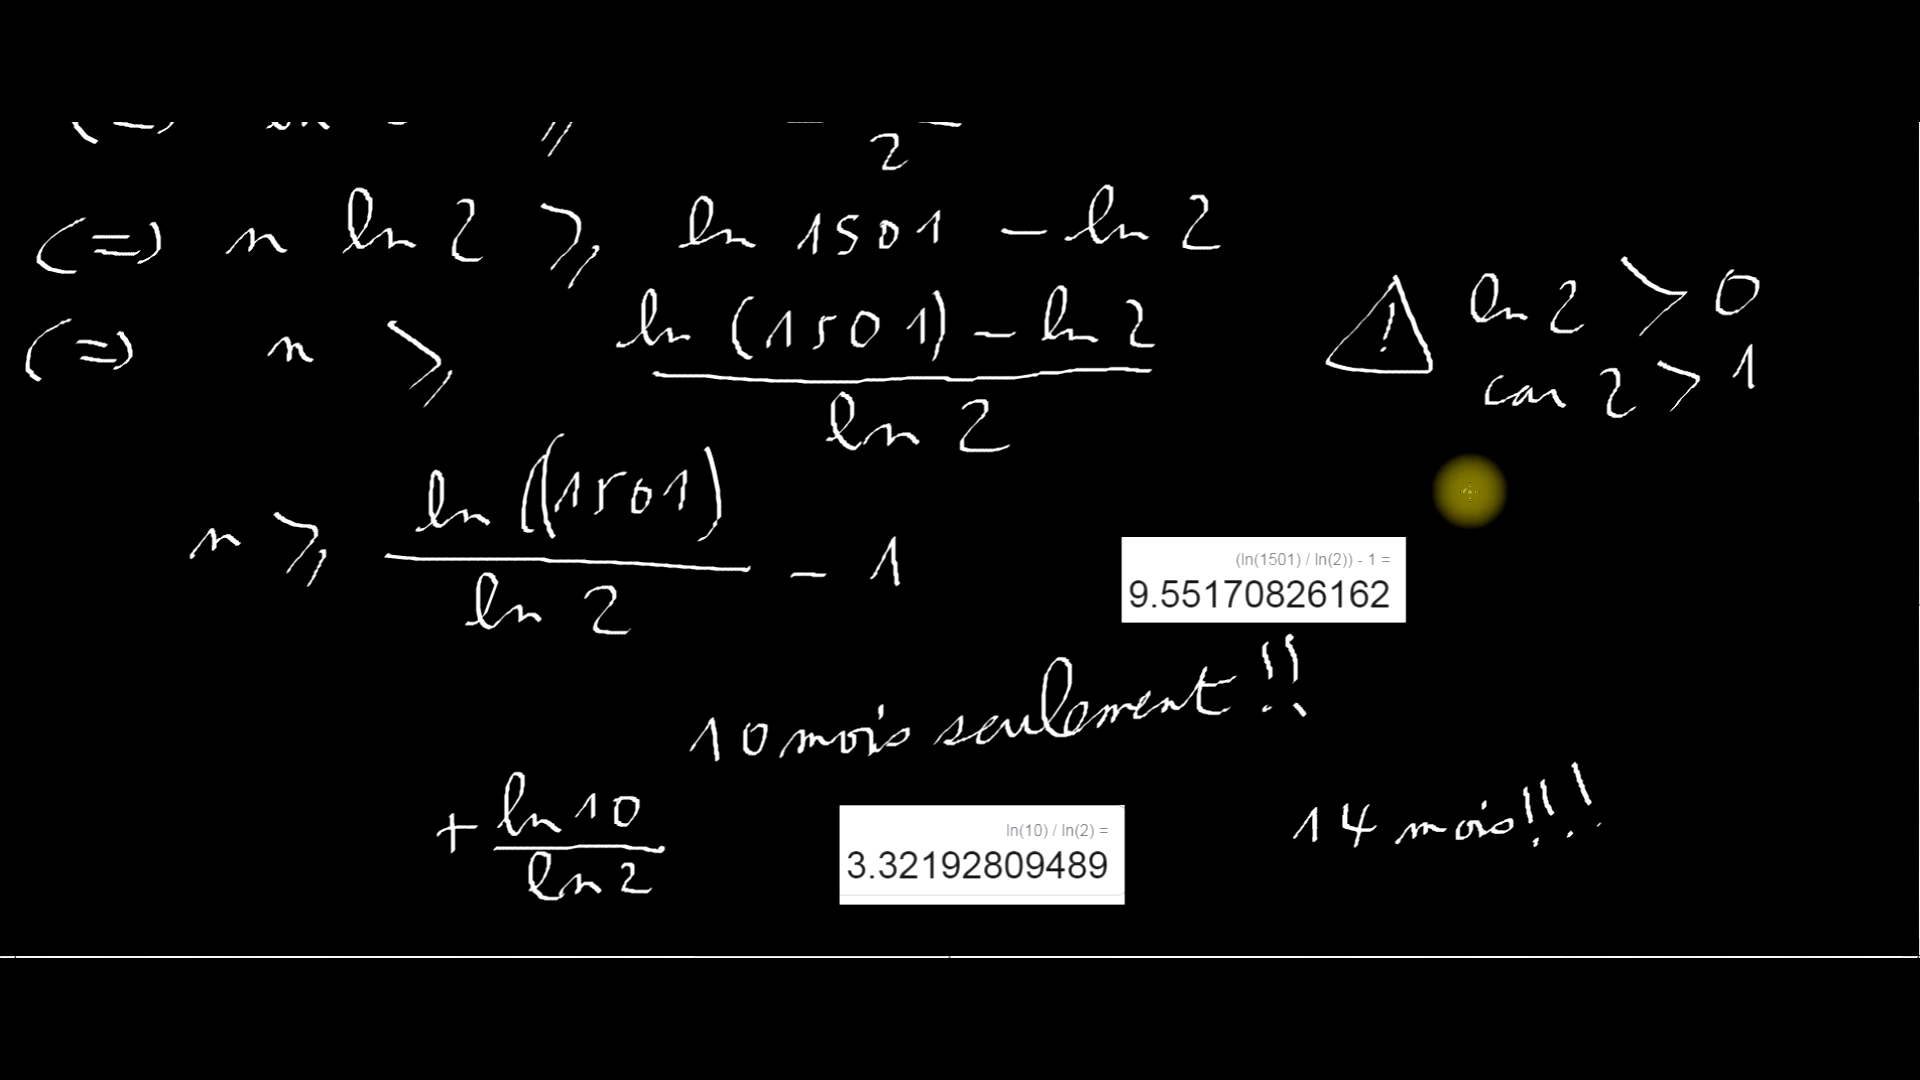 2
(=) n ln 2 ⩾ ln 1501 - ln 2
(=) n ⩾ ln (1501) - ln 2
ln 2
⚠ ln 2 > 0
car 2 > 1
n ⩾ ln ((1501) - 1
ln 2
(ln(1501) / ln(2)) - 1 =
9.55170826162
10 mois seulement !!
+ ln 10
ln 2
ln(10) / ln(2) =
3.32192809489
14 mois !!!